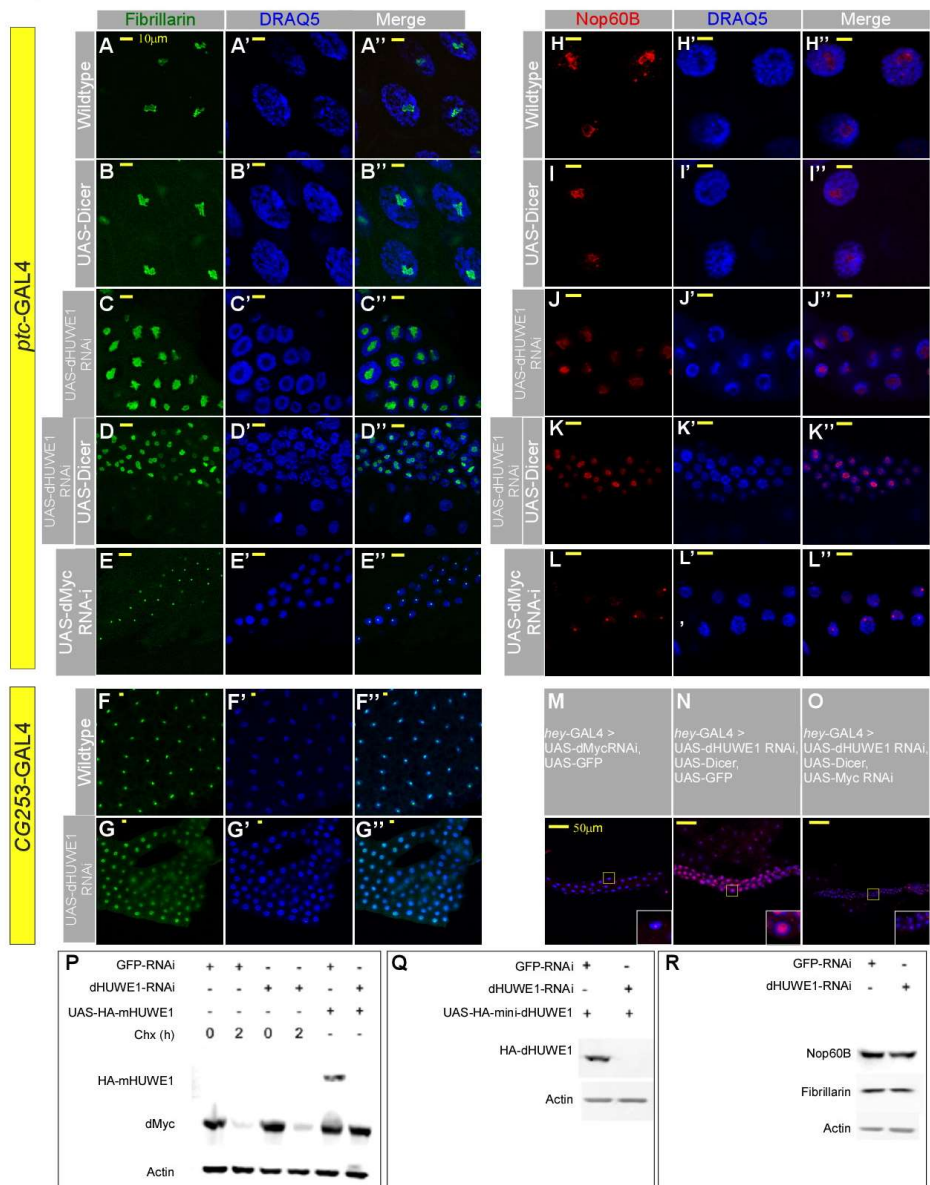 Fibrillarin DRAQ5 Merge
Nop60B DRAQ5 Merge
ptc-GAL4
Wildtype
A 10µm A' A''
H H' H''
UAS-Dicer
B B' B''
I I' I''
UAS-dHUWE1
RNAi
C C' C''
UAS-dHUWE1
RNAi
J J' J''
UAS-dHUWE1
RNAi
UAS-Dicer
D D' D''
UAS-dHUWE1
RNAi
UAS-Dicer
K K' K''
UAS-dMyc
RNA-i
E E' E''
UAS-dMyc
RNA-i
L L' L''
,
Wildtype
UAS-Dicer
CG253-GAL4
Wildtype
F F' F''
UAS-dHUWE1
RNAi
G G' G''
M N O
hey-GAL4 >
UAS-dMycRNAi,
UAS-GFP
hey-GAL4 >
UAS-dHUWE1 RNAi,
UAS-Dicer,
UAS-GFP
hey-GAL4 >
UAS-dHUWE1 RNAi,
UAS-Dicer,
UAS-Myc RNAi
50µm
P
GFP-RNAi + + - - + -
dHUWE1-RNAi - - + + - +
UAS-HA-mHUWE1 - - - - + +
Chx (h) 0 2 0 2 - -
HA-mHUWE1
dMyc
Actin
Q
GFP-RNAi + -
dHUWE1-RNAi - +
UAS-HA-mini-dHUWE1 + +
HA-dHUWE1
Actin
R
GFP-RNAi + -
dHUWE1-RNAi - +
Nop60B
Fibrillarin
Actin